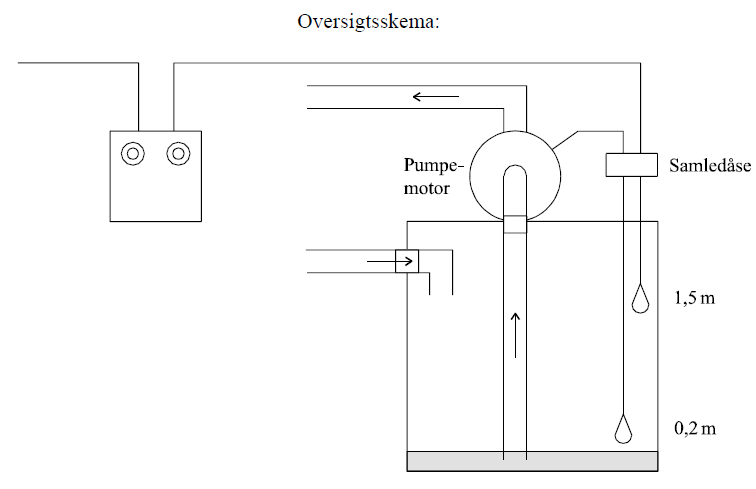 Oversigtsskema:
Pumpe-
motor
Samledåse
1,5 m
0,2 m